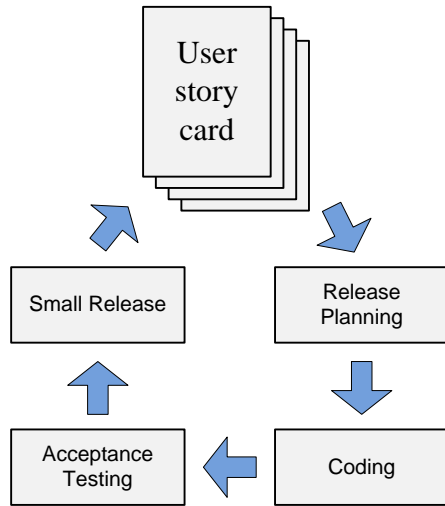 User
story
card
Small Release
Release
Planning
Acceptance
Testing
Coding